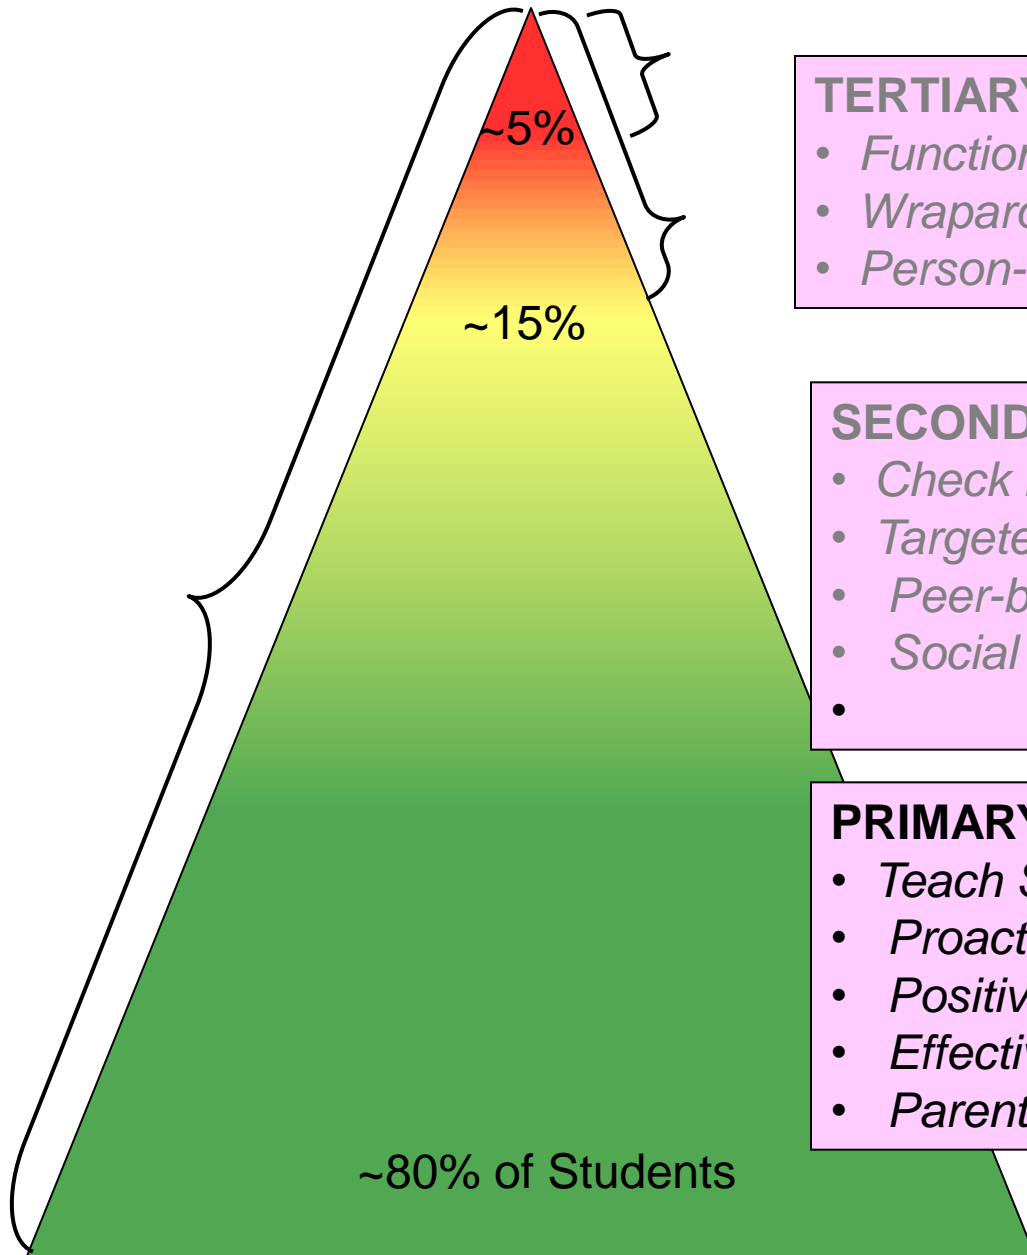 ~5%
~15%
~80% of Students
TERTIARY
• Function
• Wraparo
• Person-
SECOND
• Check
• Targete
• Peer-b
• Social
•
PRIMARY
• Teach S
• Proact
• Positiv
• Effectiv
• Parent